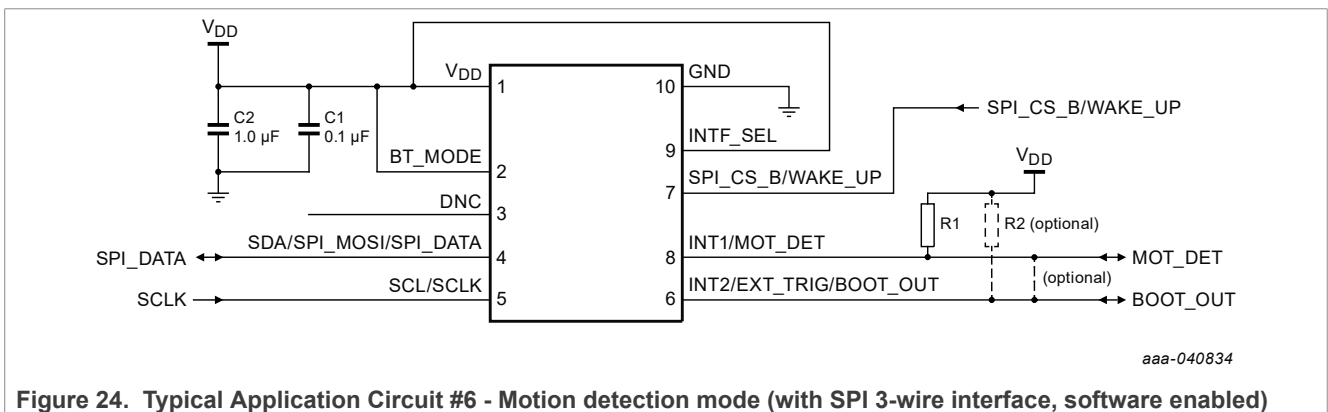 VDD
VDD
1
10
GND
C2
1.0 µF
C1
0.1 µF
SPI_CS_B/WAKE_UP
BT_MODE
2
9
INTF_SEL
VDD
7
SPI_CS_B/WAKE_UP
DNC
3
R1
R2 (optional)
SPI_DATA
SDA/SPI_MOSI/SPI_DATA
4
8
INT1/MOT_DET
MOT_DET
(optional)
SCLK
SCL/SCLK
5
6
INT2/EXT_TRIG/BOOT_OUT
BOOT_OUT
aaa-040834
Figure 24. Typical Application Circuit #6 - Motion detection mode (with SPI 3-wire interface, software enabled)